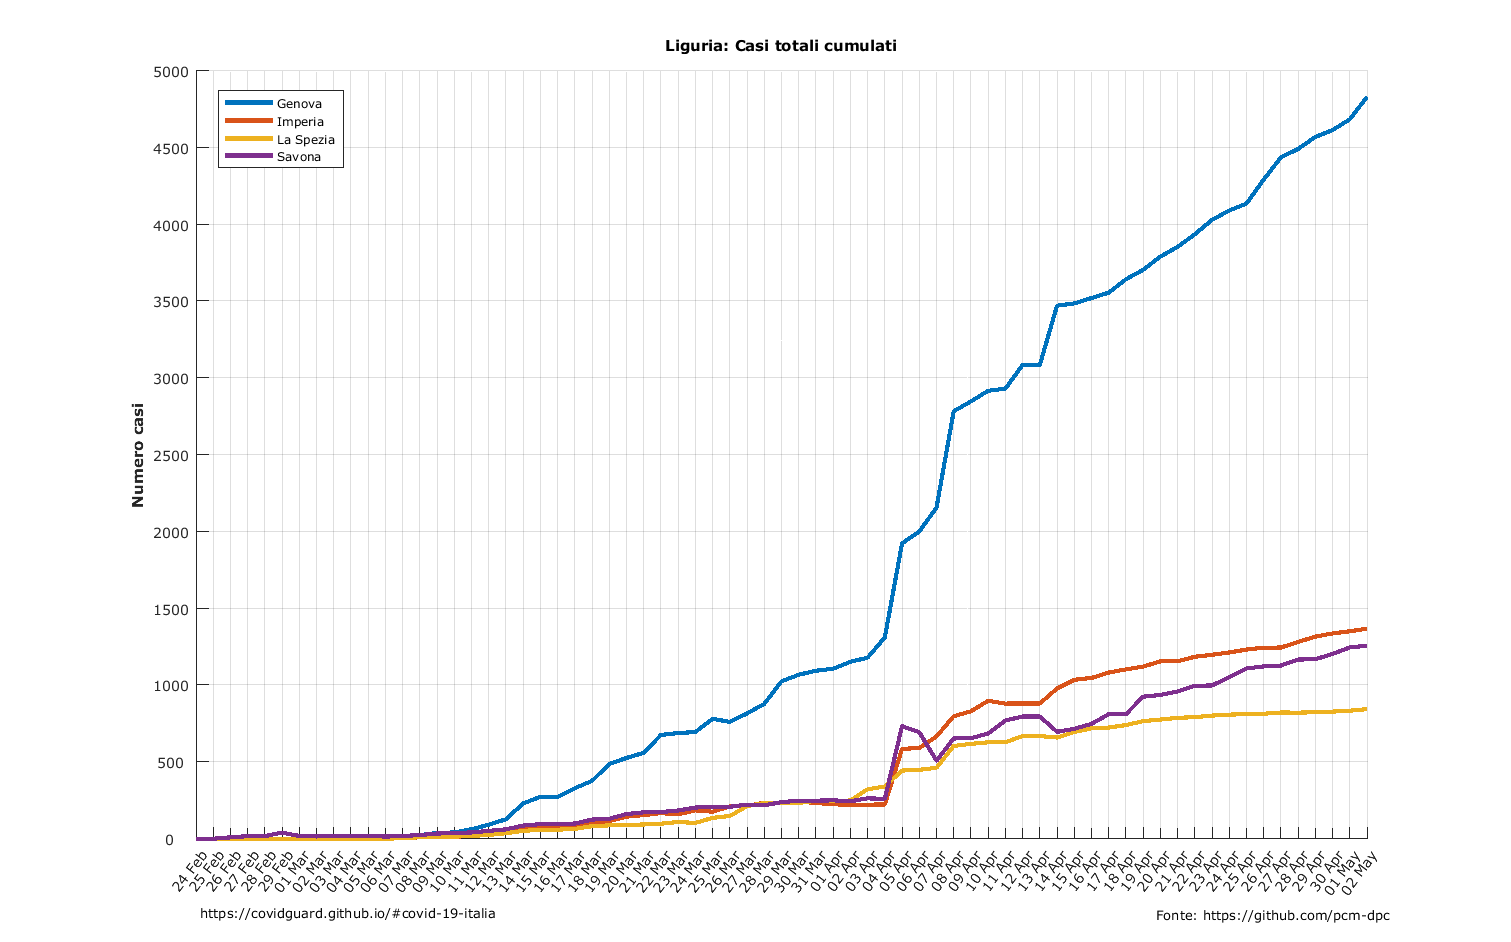 Liguria: Casi totali cumulati
Numero casi
5000
4500
4000
3500
3000
2500
2000
1500
1000
500
0
Genova
Imperia
La Spezia
Savona
24 Feb
25 Feb
26 Feb
27 Feb
28 Feb
29 Feb
01 Mar
02 Mar
03 Mar
04 Mar
05 Mar
06 Mar
07 Mar
08 Mar
09 Mar
10 Mar
11 Mar
12 Mar
13 Mar
14 Mar
15 Mar
16 Mar
17 Mar
18 Mar
19 Mar
20 Mar
21 Mar
22 Mar
23 Mar
24 Mar
25 Mar
26 Mar
27 Mar
28 Mar
29 Mar
30 Mar
31 Mar
01 Apr
02 Apr
03 Apr
04 Apr
05 Apr
06 Apr
07 Apr
08 Apr
09 Apr
10 Apr
11 Apr
12 Apr
13 Apr
14 Apr
15 Apr
16 Apr
17 Apr
18 Apr
19 Apr
20 Apr
21 Apr
22 Apr
23 Apr
24 Apr
25 Apr
26 Apr
27 Apr
28 Apr
29 Apr
30 Apr
01 May
02 May
https://covidguard.github.io/#covid-19-italia
Fonte: https://github.com/pcm-dpc